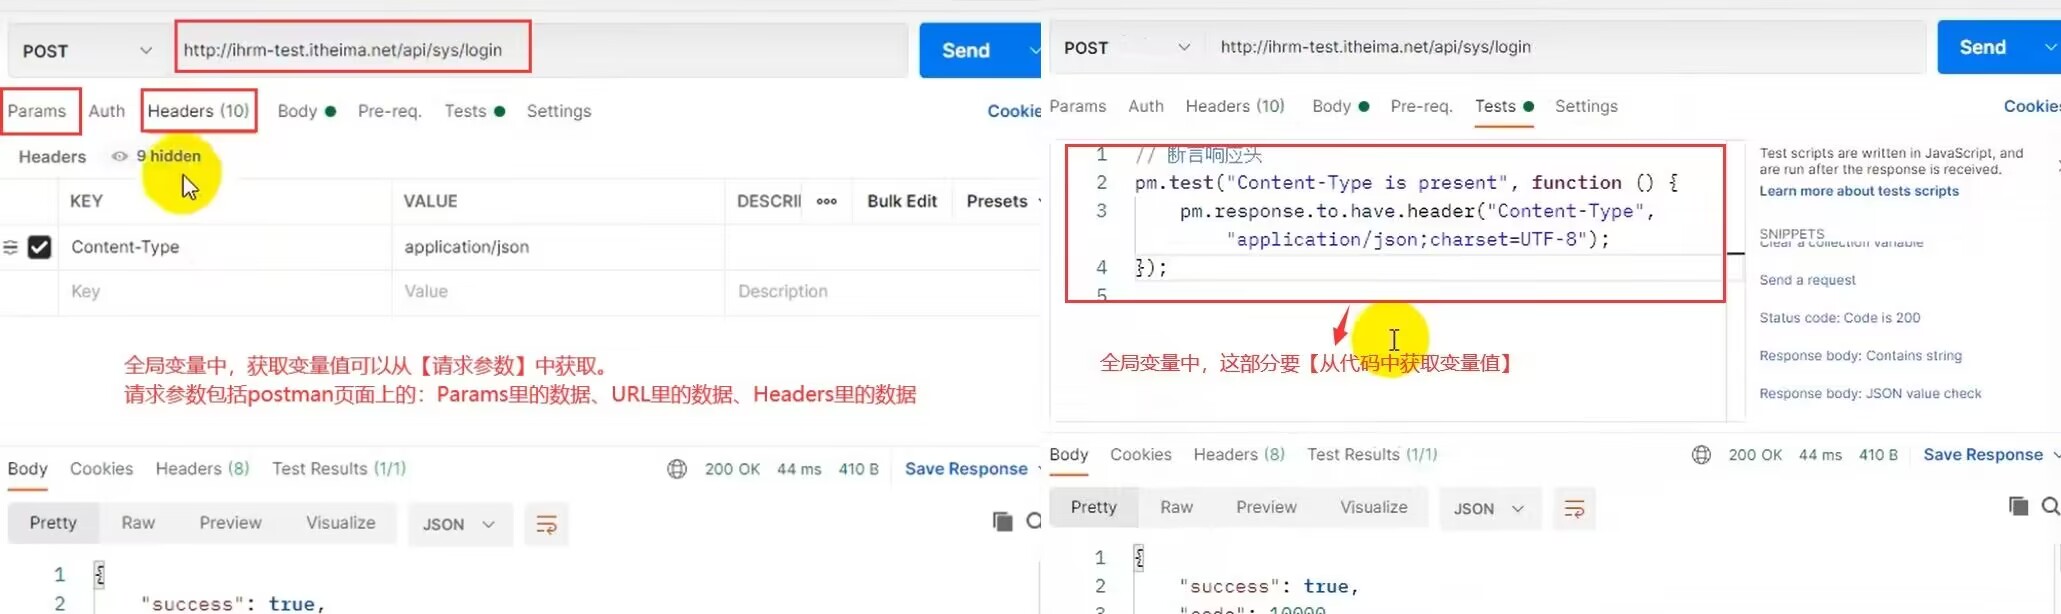 POST
http://ihrm-test.itheima.net/api/sys/login
Send
Params
Auth
Headers (10)
Body
Pre-req.
Tests
Settings
Cookie
Headers
9 hidden
KEY
VALUE
DESCRI
Bulk Edit
Presets
Content-Type
application/json
Key
Value
Description
全局变量中，获取变量值可以从【请求参数】中获取。
请求参数包括postman页面上的：Params里的数据、URL里的数据、Headers里的数据
Body
Cookies
Headers (8)
Test Results (1/1)
200 OK
44 ms
410 B
Save Response
Pretty
Raw
Preview
Visualize
JSON
1 {
2 "success": true,
POST
http://ihrm-test.itheima.net/api/sys/login
Send
Params
Auth
Headers (10)
Body
Pre-req.
Tests
Settings
Cookies
1 // 断言响应头
2 pm.test("Content-Type is present", function () {
3 pm.response.to.have.header("Content-Type",
"application/json;charset=UTF-8");
4 });
5
全局变量中，这部分要【从代码中获取变量值】
Test scripts are written in JavaScript, and
are run after the response is received.
Learn more about tests scripts
SNIPPETS
Clear a collection variable
Send a request
Status code: Code is 200
Response body: Contains string
Response body: JSON value check
Body
Cookies
Headers (8)
Test Results (1/1)
200 OK
44 ms
410 B
Save Response
Pretty
Raw
Preview
Visualize
JSON
1 {
2 "success": true,
3 "code": 10000